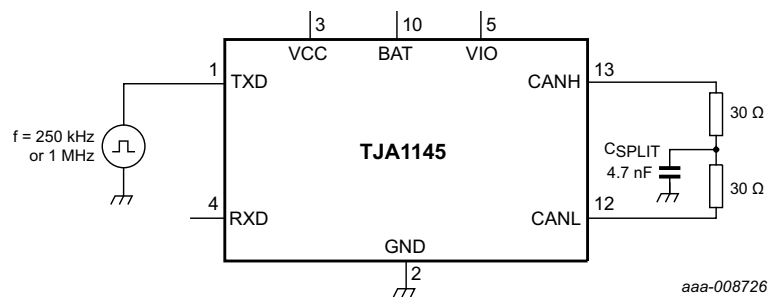 3 10 5
VCC BAT VIO
1 13
TXD CANH
30 Ω
f = 250 kHz
or 1 MHz
TJA1145
CSPLIT
4.7 nF
30 Ω
4 12
RXD CANL
GND
2
aaa-008726